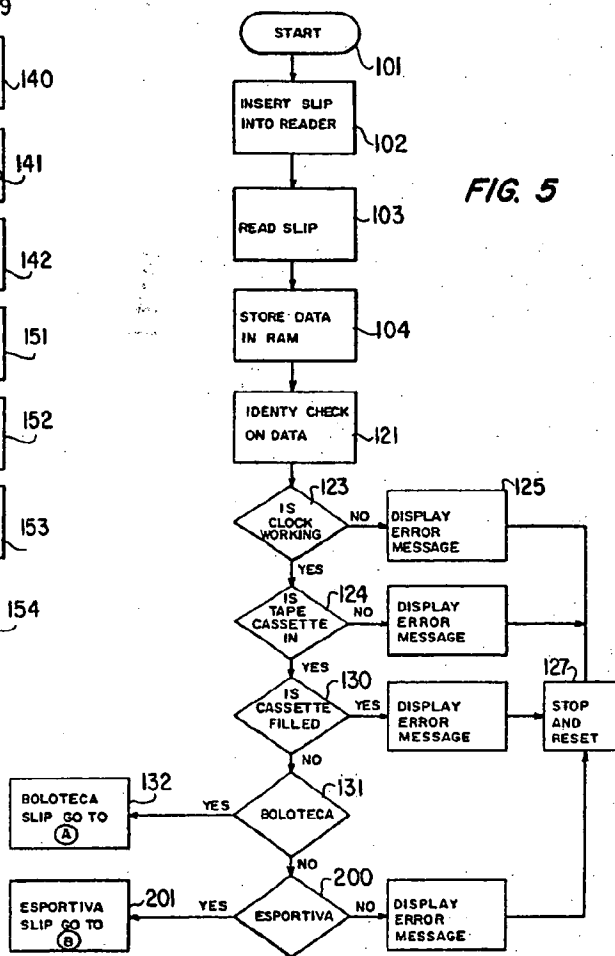 9
140
141
142
151
152
153
154
START
101
INSERT SLIP
INTO READER
102
FIG. 5
READ SLIP
103
STORE DATA
IN RAM
104
IDENTY CHECK
ON DATA
121
IS
CLOCK
WORKING
123
NO
DISPLAY
ERROR
MESSAGE
125
YES
IS
TAPE
CASSETTE
IN
124
NO
DISPLAY
ERROR
MESSAGE
YES
IS
CASSETTE
FILLED
130
YES
DISPLAY
ERROR
MESSAGE
127
STOP
AND
RESET
NO
BOLOTECA
131
YES
BOLOTECA
SLIP GO TO
A
132
NO
ESPORTIVA
200
YES
ESPORTIVA
SLIP GO TO
B
201
NO
DISPLAY
ERROR
MESSAGE